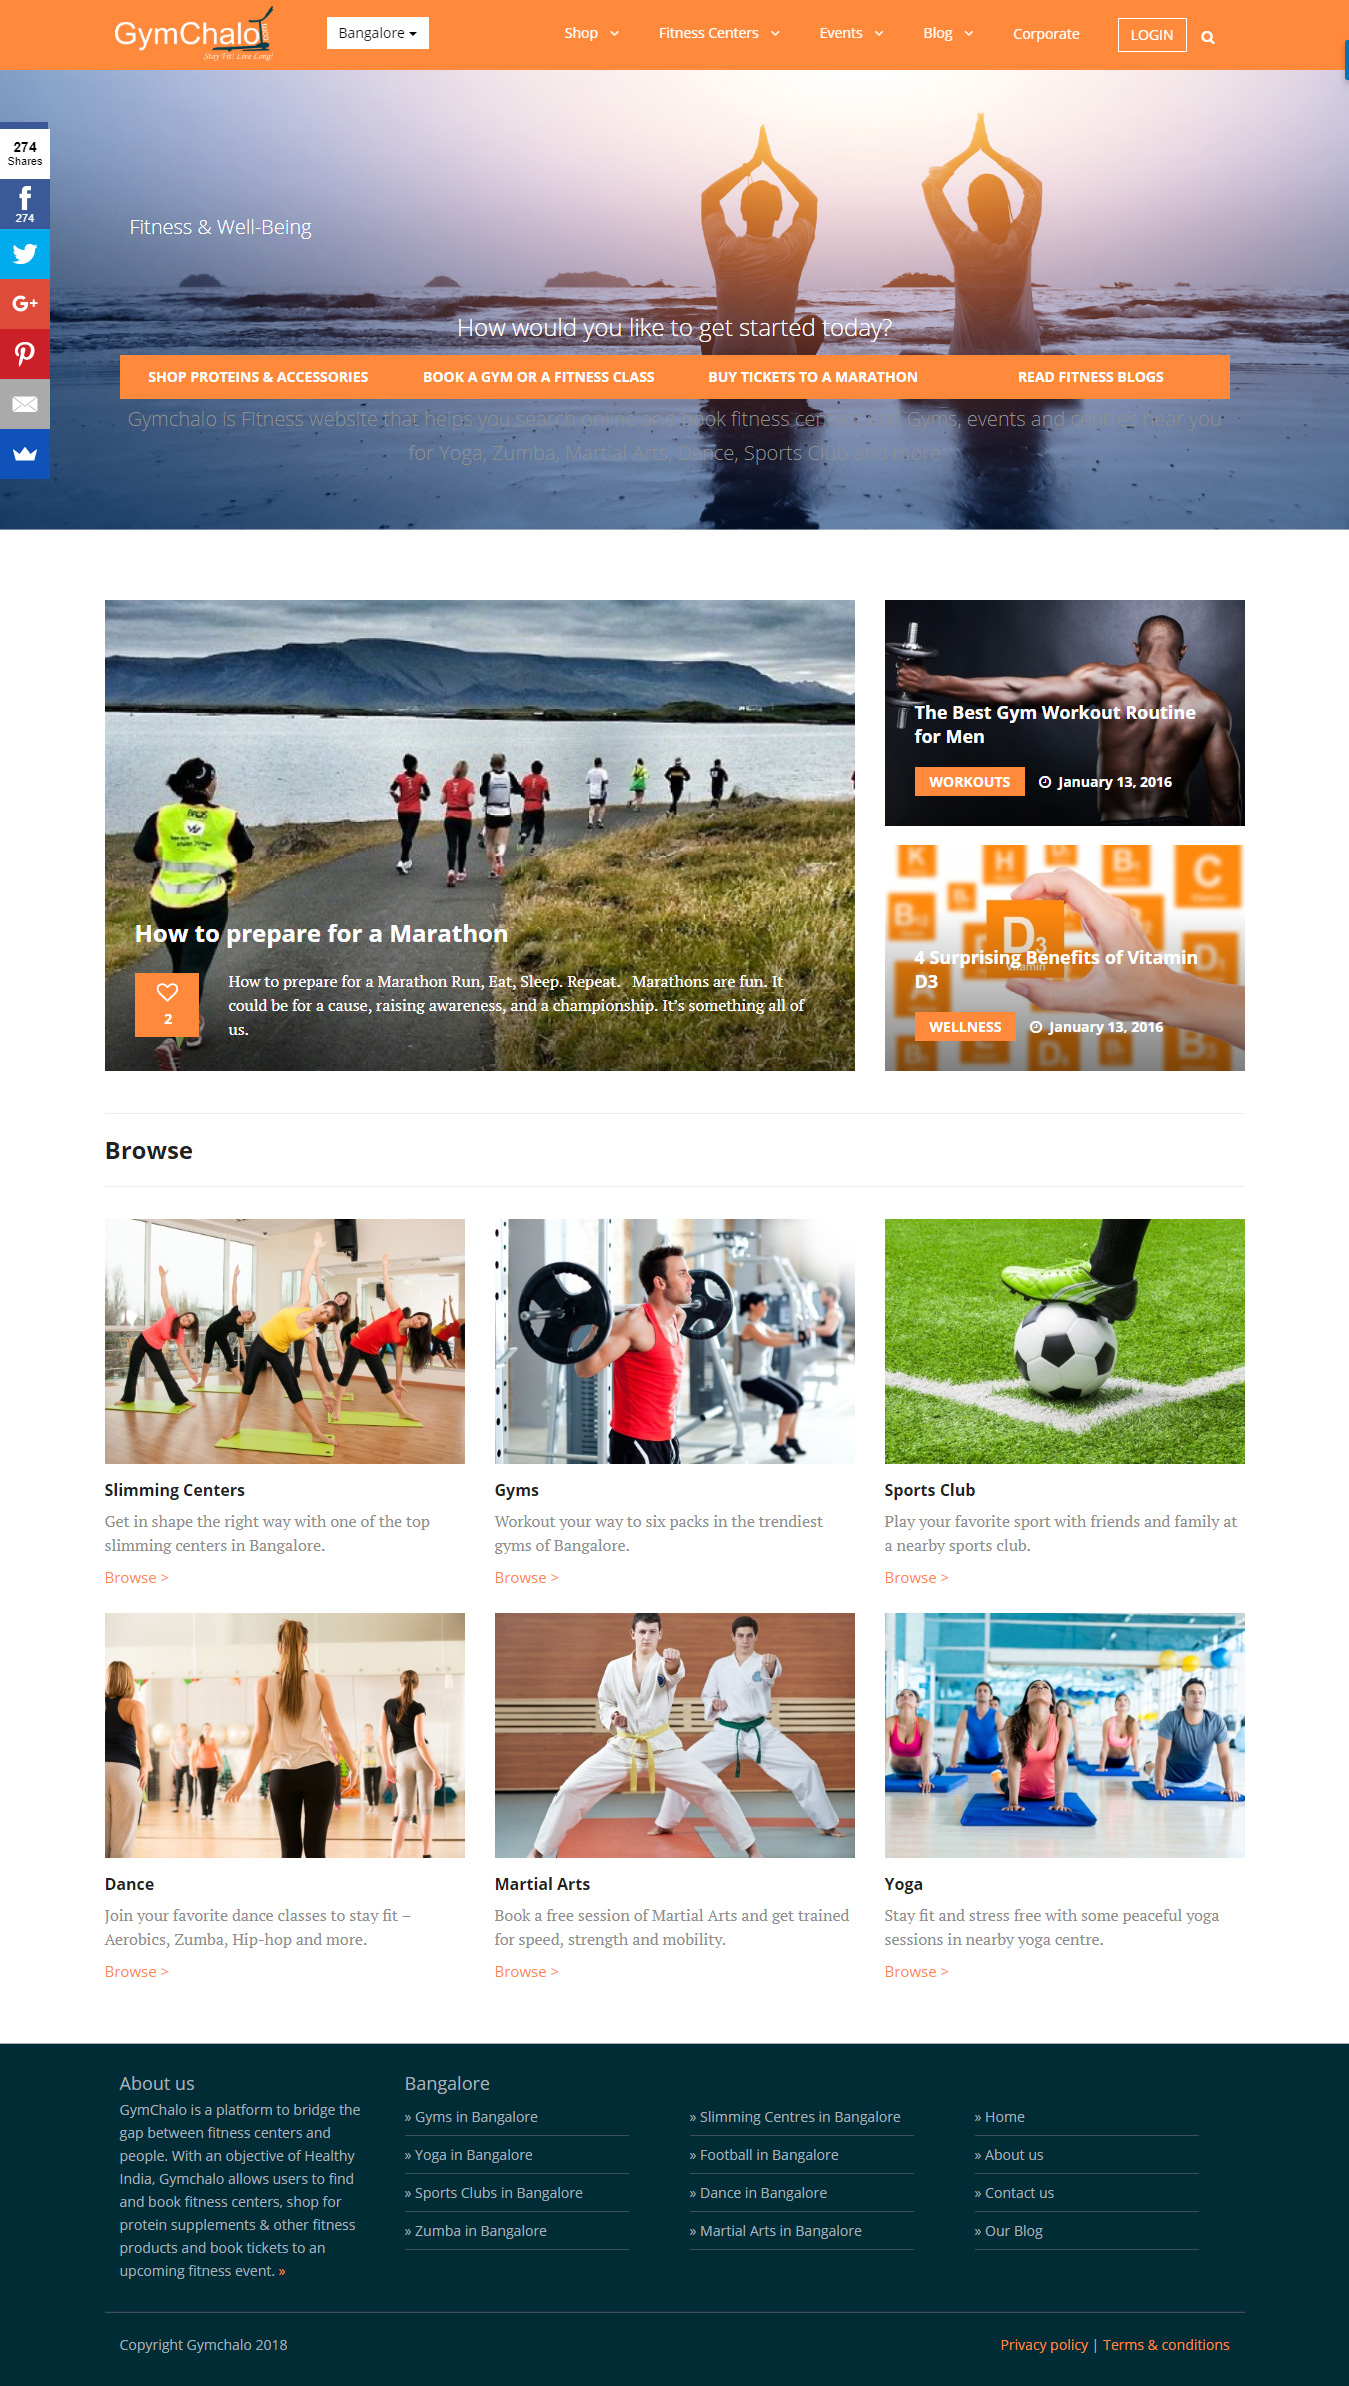 GymChalo.com
Stay Fit! Love Long!
Bangalore
Shop
Fitness Centers
Events
Blog
Corporate
LOGIN
274
Shares
274
Fitness & Well-Being
How would you like to get started today?
SHOP PROTEINS & ACCESSORIES
BOOK A GYM OR A FITNESS CLASS
BUY TICKETS TO A MARATHON
READ FITNESS BLOGS
Gymchalo is Fitness website that helps you search online and book fitness centres and Gyms, events and centres near you
for Yoga, Zumba, Martial Arts, Dance, Sports Club and more
How to prepare for a Marathon
2
How to prepare for a Marathon Run, Eat, Sleep. Repeat.   Marathons are fun. It
could be for a cause, raising awareness, and a championship. It’s something all of
us.
The Best Gym Workout Routine
for Men
WORKOUTS
January 13, 2016
4 Surprising Benefits of Vitamin
D3
WELLNESS
January 13, 2016
Browse
Slimming Centers
Get in shape the right way with one of the top
slimming centers in Bangalore.
Browse >
Gyms
Workout your way to six packs in the trendiest
gyms of Bangalore.
Browse >
Sports Club
Play your favorite sport with friends and family at
a nearby sports club.
Browse >
Dance
Join your favorite dance classes to stay fit –
Aerobics, Zumba, Hip-hop and more.
Browse >
Martial Arts
Book a free session of Martial Arts and get trained
for speed, strength and mobility.
Browse >
Yoga
Stay fit and stress free with some peaceful yoga
sessions in nearby yoga centre.
Browse >
About us
GymChalo is a platform to bridge the
gap between fitness centers and
people. With an objective of Healthy
India, Gymchalo allows users to find
and book fitness centers, shop for
protein supplements & other fitness
products and book tickets to an
upcoming fitness event. »
Bangalore
» Gyms in Bangalore
» Yoga in Bangalore
» Sports Clubs in Bangalore
» Zumba in Bangalore
» Slimming Centres in Bangalore
» Football in Bangalore
» Dance in Bangalore
» Martial Arts in Bangalore
» Home
» About us
» Contact us
» Our Blog
Copyright Gymchalo 2018
Privacy policy | Terms & conditions